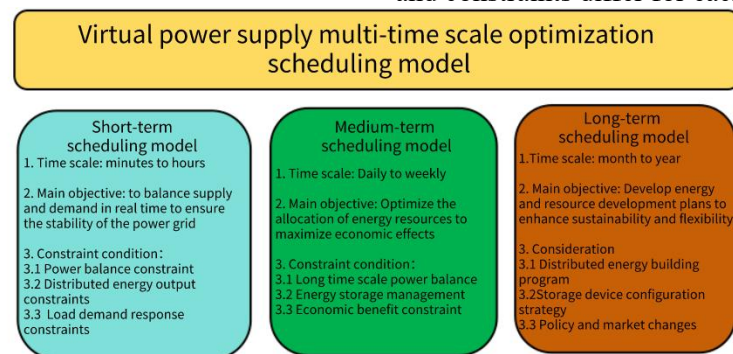 and constraints differ for each
Virtual power supply multi-time scale optimization
scheduling model
Short-term
scheduling model
1. Time scale: minutes to hours
2. Main objective: to balance supply
and demand in real time to ensure
the stability of the power grid
3. Constraint condition：
3.1 Power balance constraint
3.2 Distributed energy output
constraints
3.3 Load demand response
constraints
Medium-term
scheduling model
1. Time scale: Daily to weekly
2. Main objective: Optimize the
allocation of energy resources to
maximize economic effects
3. Constraint condition：
3.1 Long time scale power balance
3.2 Energy storage management
3.3 Economic benefit constraint
Long-term
scheduling model
1.Time scale: month to year
2. Main objective: Develop energy
and resource development plans to
enhance sustainability and flexibility
3. Consideration
3.1 Distributed energy building
program
3.2Storage device configuration
strategy
3.3 Policy and market changes